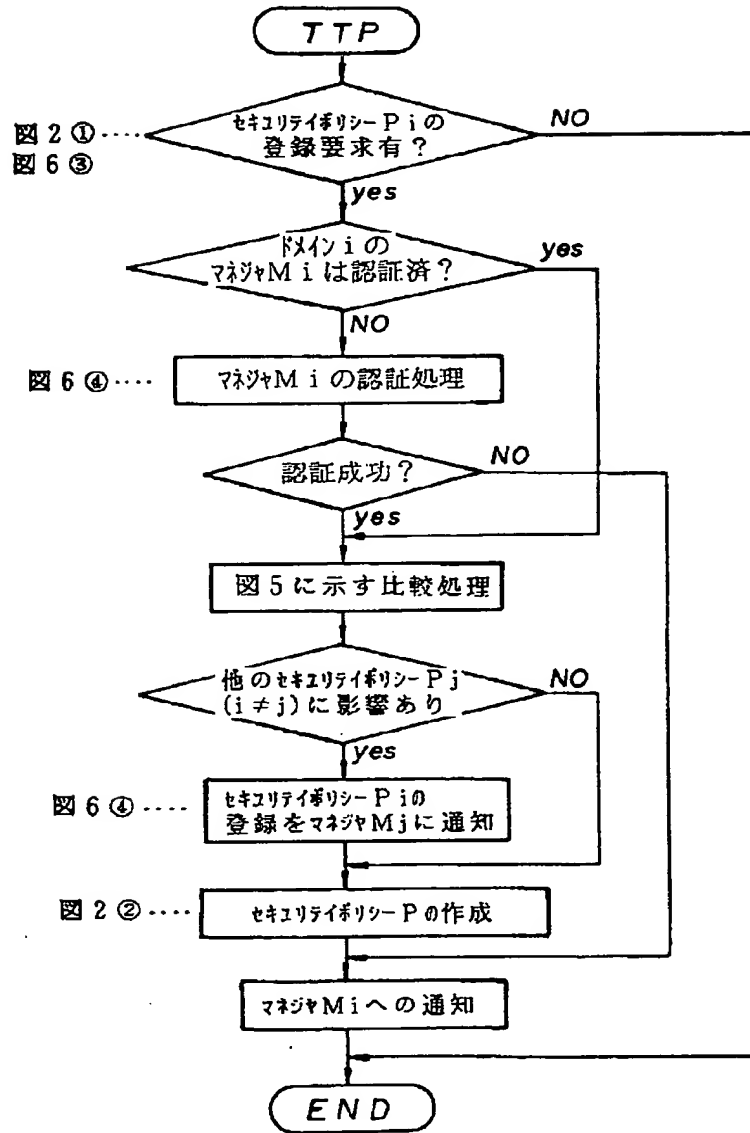 TTP
セキュリテイポリシーPiの
図2①‥‥
登録要求有？
NO
図6③
yes
ドメインiの
マネジャMiは認証済？
yes
NO
図6④‥‥
マネジャMiの認証処理
認証成功？
NO
yes
図5に示す比較処理
他のセキュリテイポリシーPj
(i≠j)に影響あり
NO
yes
図6④‥‥
セキュリテイポリシーPiの
登録をマネジャMjに通知
図2②‥‥
セキュリテイポリシーPの作成
マネジャMiへの通知
END